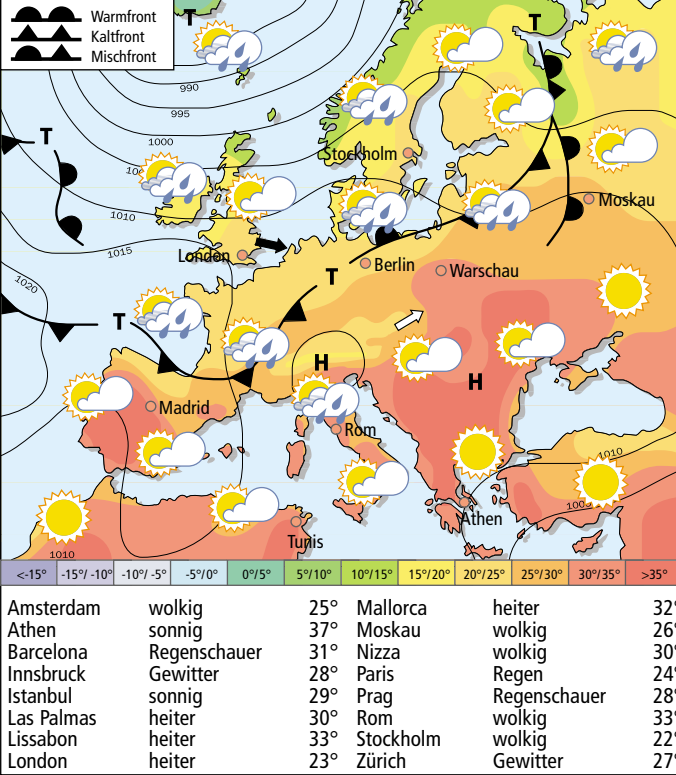 Warmfront
Kaltfront
Mischfront
T
T
990
995
1000
T
Stockholm
1010
Moskau
1015
London
Berlin
T
Warschau
1020
T
H
H
Madrid
Rom
1010
Athen
Tunis
1010
<-15° -15°/-10° -10°/-5° -5°/0° 0°/5° 5°/10° 10°/15° 15°/20° 20°/25° 25°/30° 30°/35° >35°
Amsterdam wolkig 25° Mallorca heiter 32°
Athen sonnig 37° Moskau wolkig 26°
Barcelona Regenschauer 31° Nizza wolkig 30°
Innsbruck Gewitter 28° Paris Regen 24°
Istanbul sonnig 29° Prag Regenschauer 28°
Las Palmas heiter 30° Rom wolkig 33°
Lissabon heiter 33° Stockholm wolkig 22°
London heiter 23° Zürich Gewitter 27°